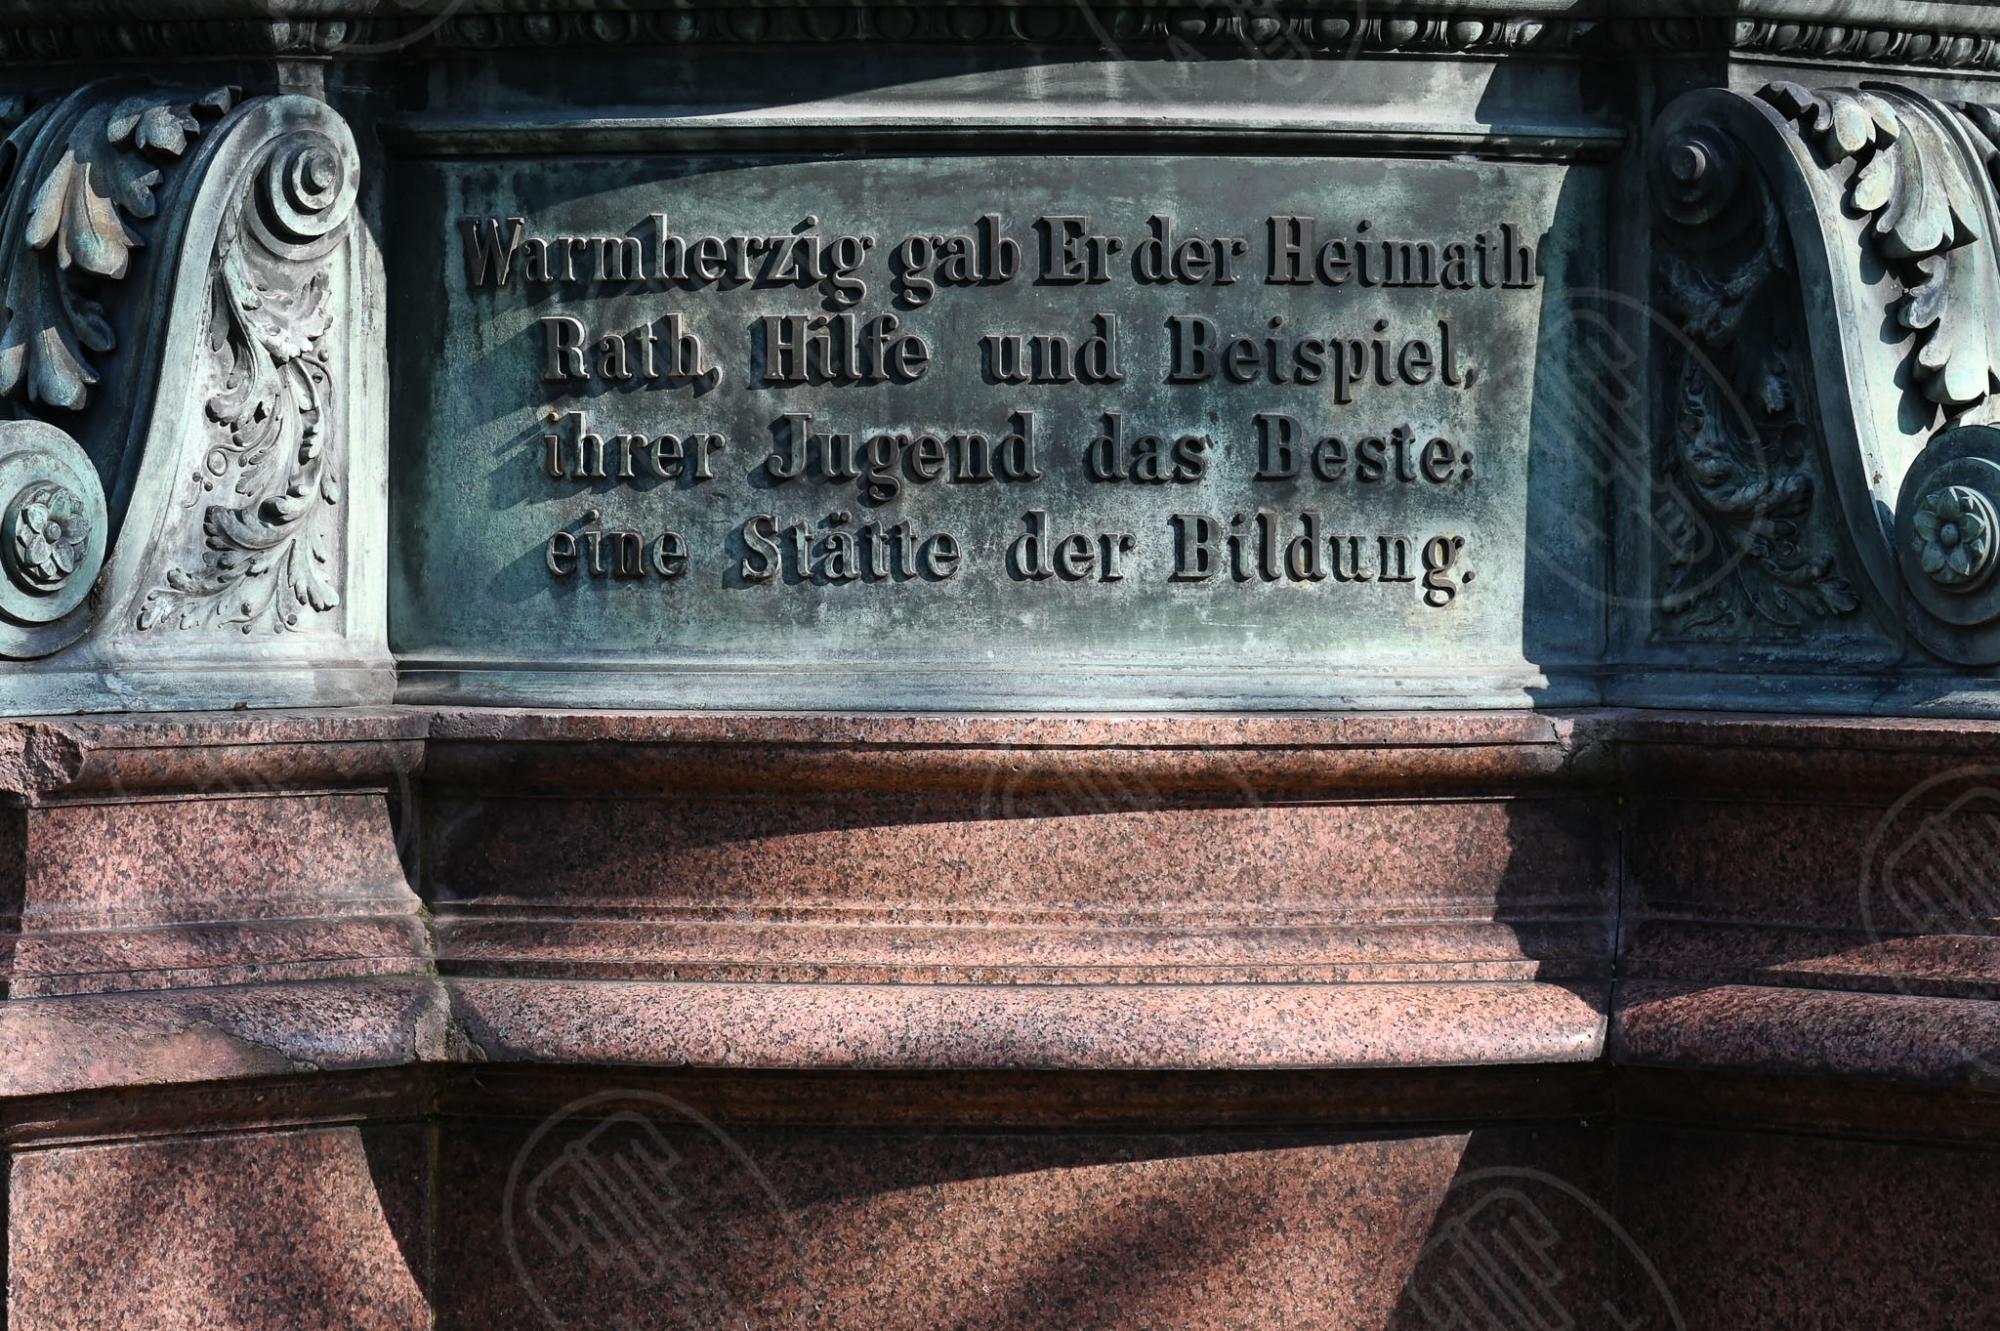 Warmherzig gab Er der Heimath
Rath, Hilfe und Beispiel,
ihrer Jugend das Beste:
eine Stätte der Bildung.